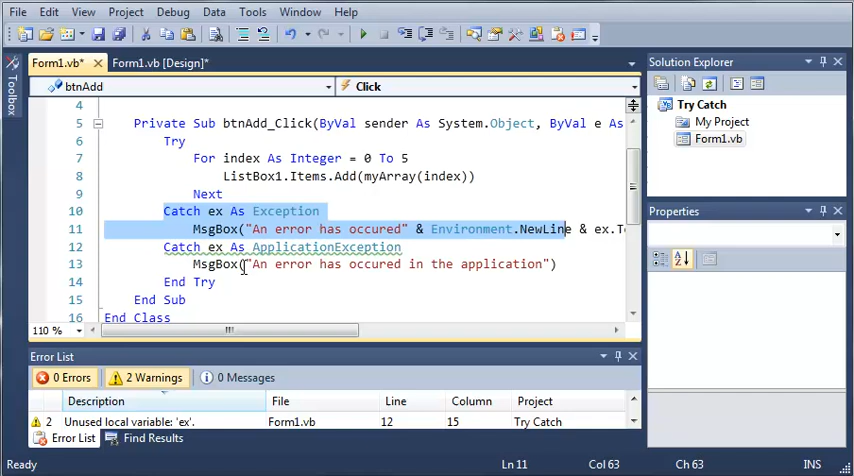 File Edit View Project Debug Data Tools Window Help
Form1.vb* Form1.vb [Design]*
Toolbox
btnAdd Click
4
5 Private Sub btnAdd_Click(ByVal sender As System.Object, ByVal e As
6 Try
7 For index As Integer = 0 To 5
8 ListBox1.Items.Add(myArray(index))
9 Next
10 Catch ex As Exception
11 MsgBox("An error has occured" & Environment.NewLine & ex.To
12 Catch ex As ApplicationException
13 MsgBox("An error has occured in the application")
14 End Try
15 End Sub
16 End Class
110 %
Solution Explorer
Try Catch
My Project
Form1.vb
Properties
Error List
0 Errors 2 Warnings 0 Messages
Description File Line Column Project
2 Unused local variable: 'ex'. Form1.vb 12 15 Try Catch
Error List Find Results
Ready Ln 11 Col 63 Ch 63 INS